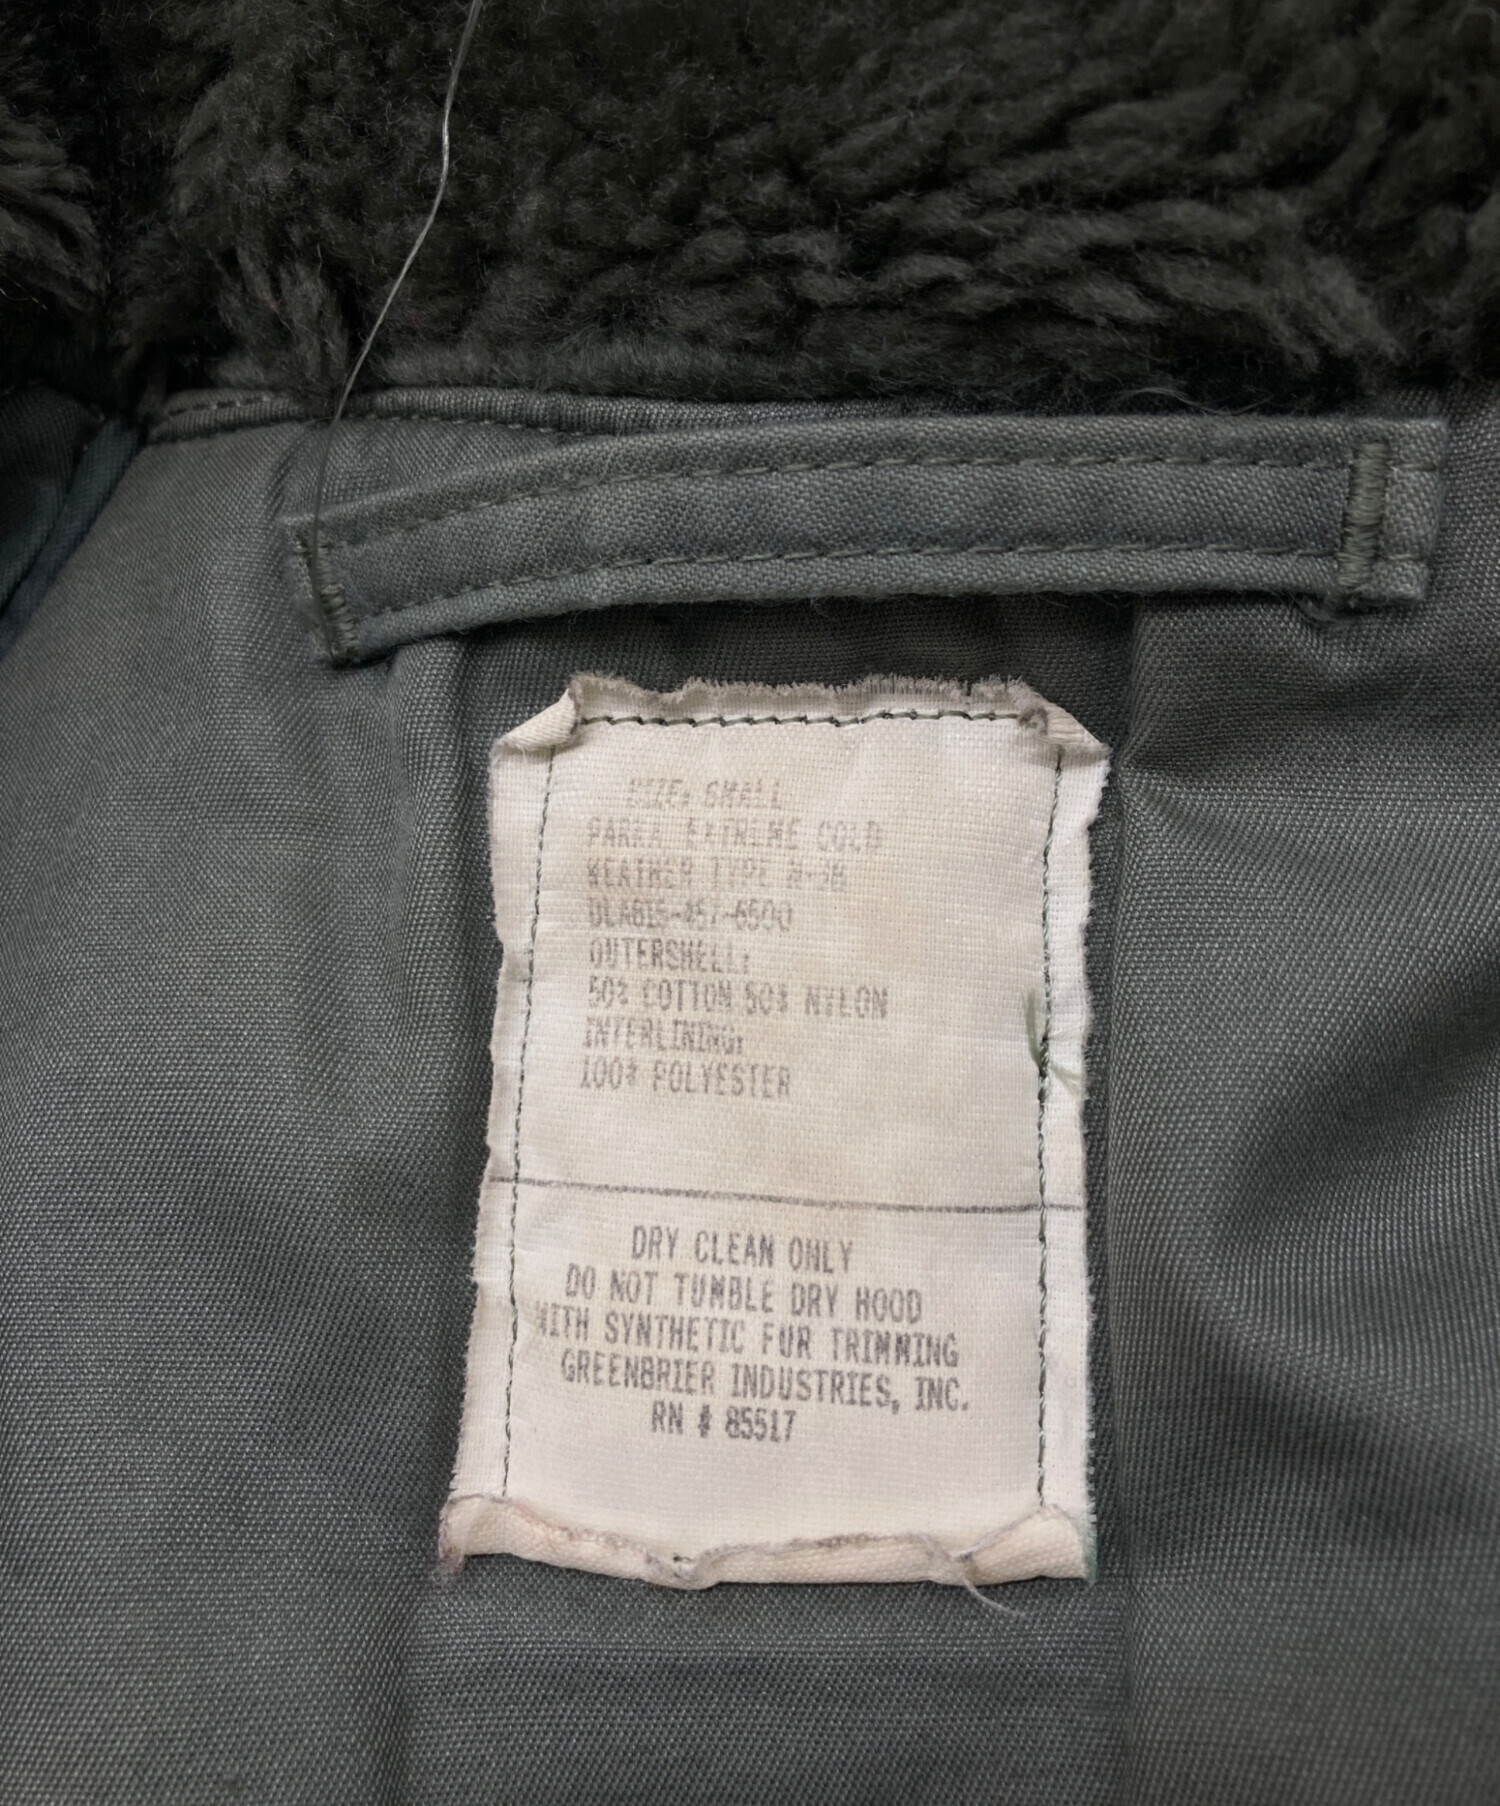 SIZE: SMALL
PARKA, EXTREME COLD
WEATHER TYPE N-3B
OUTERSHELL:
50% COTTON 50% NYLON
INTERLINING:
100% POLYESTER
DRY CLEAN ONLY
DO NOT TUMBLE DRY HOOD
WITH SYNTHETIC FUR TRIMMING
GREENBRIER INDUSTRIES, INC.
RN # 85517